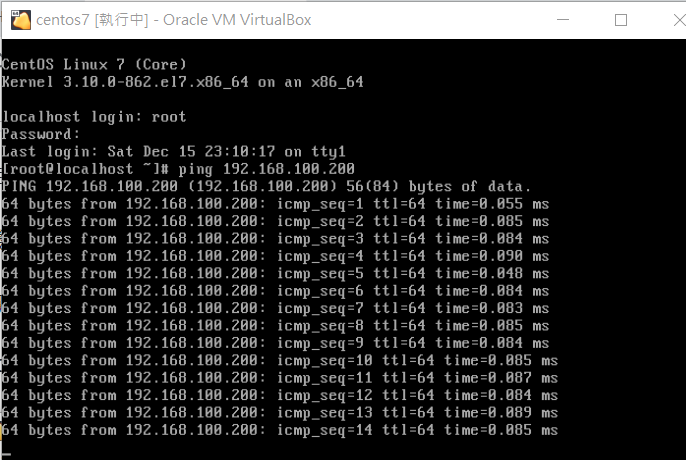 centos7 [執行中] - Oracle VM VirtualBox
CentOS Linux 7 (Core)
Kernel 3.10.0-862.el7.x86_64 on an x86_64
localhost login: root
Password:
Last login: Sat Dec 15 23:10:17 on tty1
[root@localhost ~]# ping 192.168.100.200
PING 192.168.100.200 (192.168.100.200) 56(84) bytes of data.
64 bytes from 192.168.100.200: icmp_seq=1 ttl=64 time=0.055 ms
64 bytes from 192.168.100.200: icmp_seq=2 ttl=64 time=0.085 ms
64 bytes from 192.168.100.200: icmp_seq=3 ttl=64 time=0.084 ms
64 bytes from 192.168.100.200: icmp_seq=4 ttl=64 time=0.090 ms
64 bytes from 192.168.100.200: icmp_seq=5 ttl=64 time=0.048 ms
64 bytes from 192.168.100.200: icmp_seq=6 ttl=64 time=0.084 ms
64 bytes from 192.168.100.200: icmp_seq=7 ttl=64 time=0.083 ms
64 bytes from 192.168.100.200: icmp_seq=8 ttl=64 time=0.085 ms
64 bytes from 192.168.100.200: icmp_seq=9 ttl=64 time=0.084 ms
64 bytes from 192.168.100.200: icmp_seq=10 ttl=64 time=0.085 ms
64 bytes from 192.168.100.200: icmp_seq=11 ttl=64 time=0.087 ms
64 bytes from 192.168.100.200: icmp_seq=12 ttl=64 time=0.084 ms
64 bytes from 192.168.100.200: icmp_seq=13 ttl=64 time=0.089 ms
64 bytes from 192.168.100.200: icmp_seq=14 ttl=64 time=0.085 ms